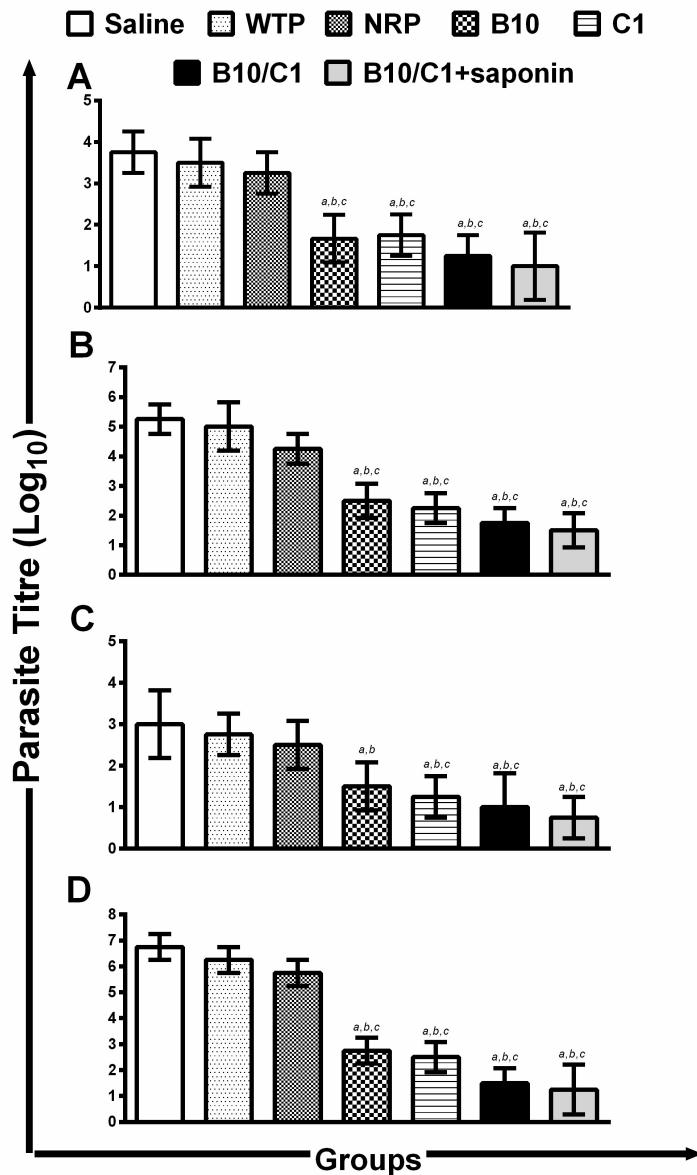 Saline WTP NRP B10 C1
B10/C1 B10/C1+saponin
A
5
4
3
2
1
0
a,b,c a,b,c a,b,c a,b,c
B
7
6
5
4
3
2
1
0
a,b,c a,b,c a,b,c a,b,c
C
5
4
3
2
1
0
a,b a,b,c a,b,c a,b,c
D
8
7
6
5
4
3
2
1
0
a,b,c a,b,c a,b,c a,b,c
Parasite Titre (Log10)
Groups